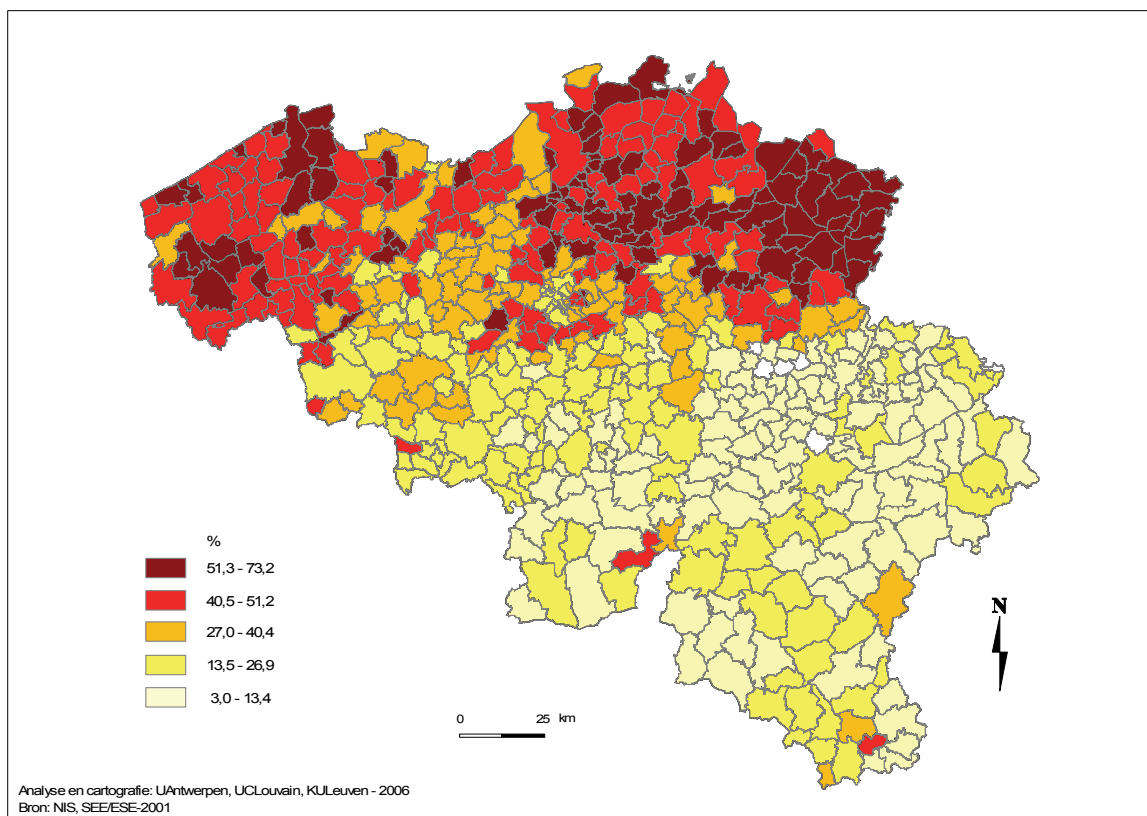 %
51,3 - 73,2
40,5 - 51,2
27,0 - 40,4
13,5 - 26,9
3,0 - 13,4
0 25 km
N
Analyse en cartografie: UAntwerpen, UCLouvain, KULeuven - 2006
Bron: NIS, SEE/ESE-2001